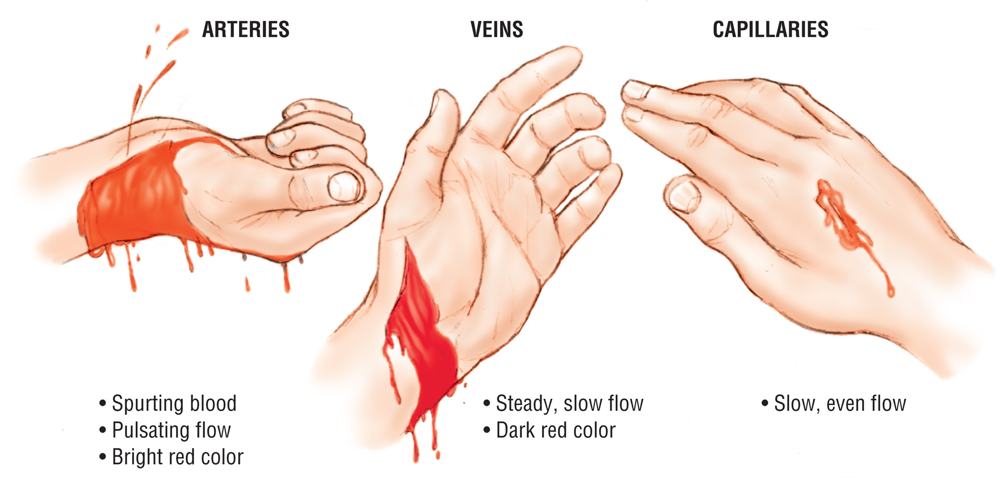 ARTERIES
• Spurting blood
• Pulsating flow
• Bright red color
VEINS
• Steady, slow flow
• Dark red color
CAPILLARIES
• Slow, even flow